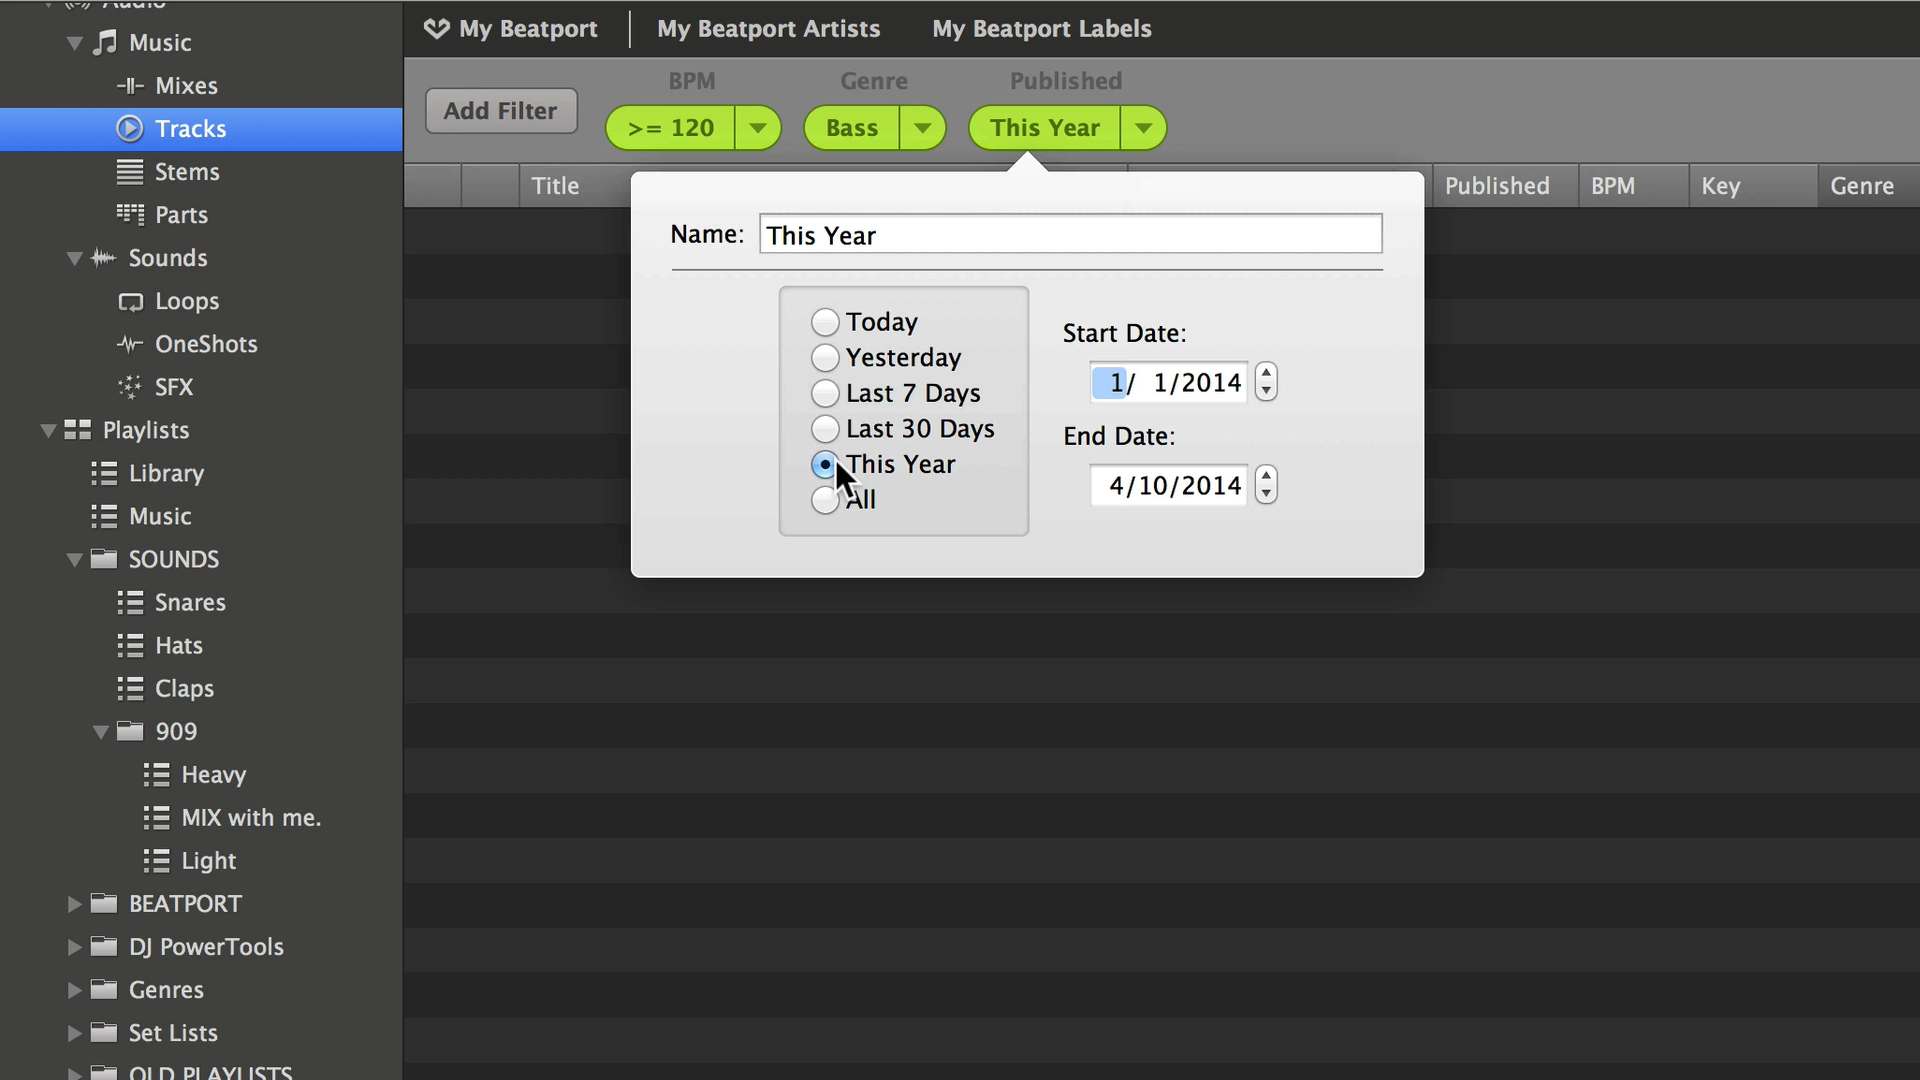 Audio
Music
Mixes
Tracks
Stems
Parts
Sounds
Loops
OneShots
SFX
Playlists
Library
Music
SOUNDS
Snares
Hats
Claps
909
Heavy
MIX with me.
Light
BEATPORT
DJ PowerTools
Genres
Set Lists
OLD PLAYLISTS
My Beatport
My Beatport Artists
My Beatport Labels
Add Filter
BPM
>= 120
Genre
Bass
Published
This Year
Title
Published
BPM
Key
Genre
Name: This Year
Today
Yesterday
Last 7 Days
Last 30 Days
This Year
All
Start Date:
1/ 1/2014
End Date:
4/10/2014